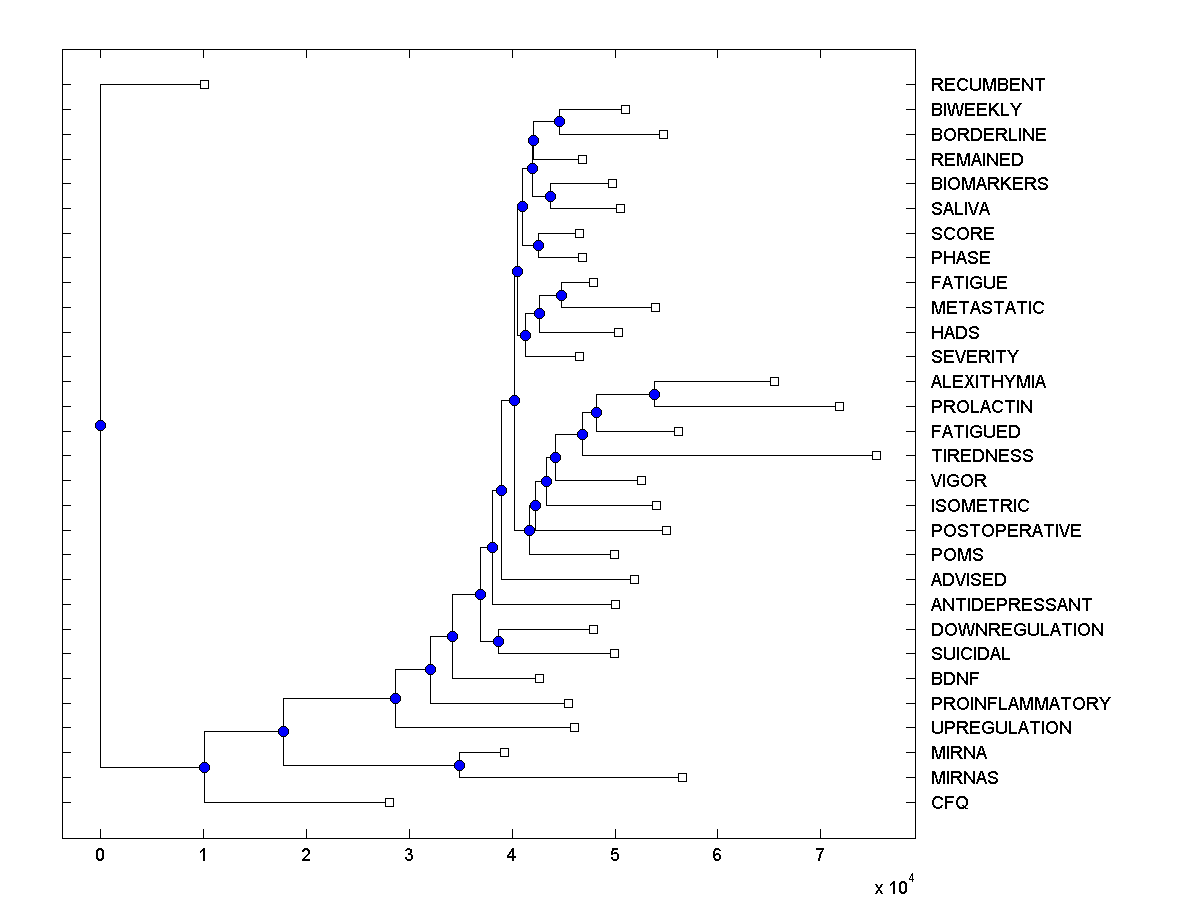 RECUMBENT
BIWEEKLY
BORDERLINE
REMAINED
BIOMARKERS
SALIVA
SCORE
PHASE
FATIGUE
METASTATIC
HADS
SEVERITY
ALEXITHYMIA
PROLACTIN
FATIGUED
TIREDNESS
VIGOR
ISOMETRIC
POSTOPERATIVE
POMS
ADVISED
ANTIDEPRESSANT
DOWNREGULATION
SUICIDAL
BDNF
PROINFLAMMATORY
UPREGULATION
MIRNA
MIRNAS
CFQ
0 1 2 3 4 5 6 7
x 10^4